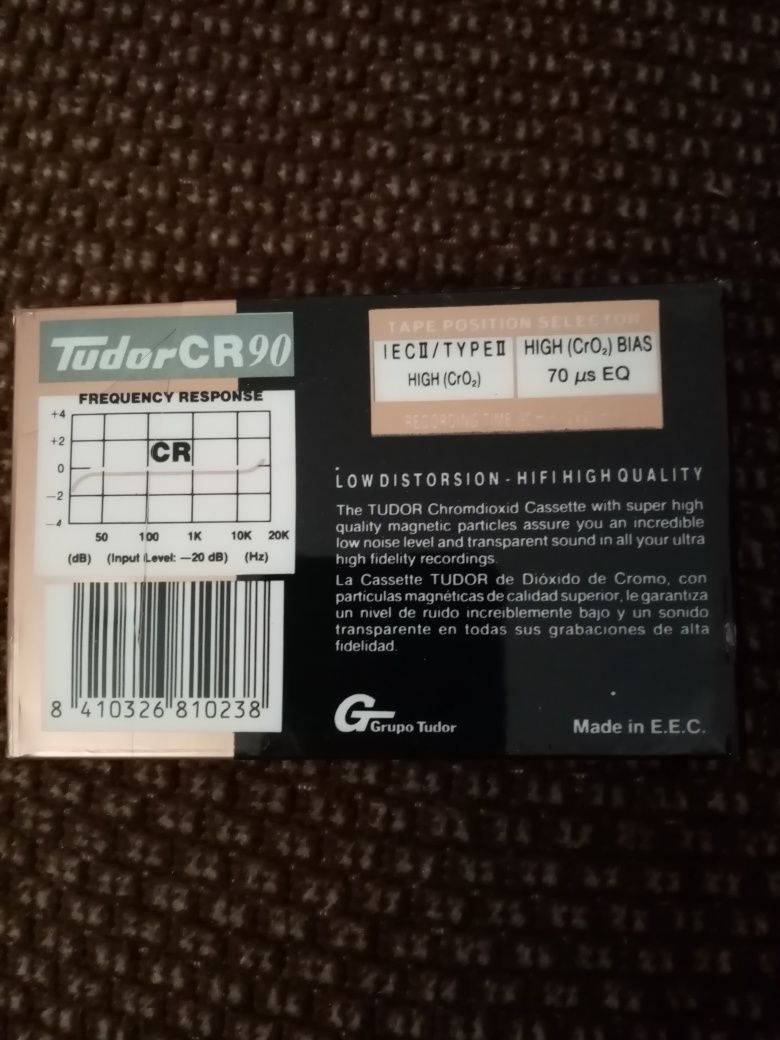 TudorCR90
FREQUENCY RESPONSE
+4
+2
0
−2
−4
CR
50 100 1K 10K 20K
(dB) (Input Level: —20 dB) (Hz)
8 410326 810238
TAPE POSITION SELECTOR
IECII/TYPEII
HIGH (CrO₂)
HIGH (CrO₂) BIAS
70 µs EQ
RECORDING TIME
LOW DISTORSION - HIFI HIGH QUALITY
The TUDOR Chromdioxid Cassette with super high
quality magnetic particles assure you an incredible
low noise level and transparent sound in all your ultra
high fidelity recordings.
La Cassette TUDOR de Dióxido de Cromo, con
partículas magnéticas de calidad superior, le garantiza
un nivel de ruido increiblemente bajo y un sonido
transparente en todas sus grabaciones de alta
fidelidad.
G Grupo Tudor
Made in E.E.C.